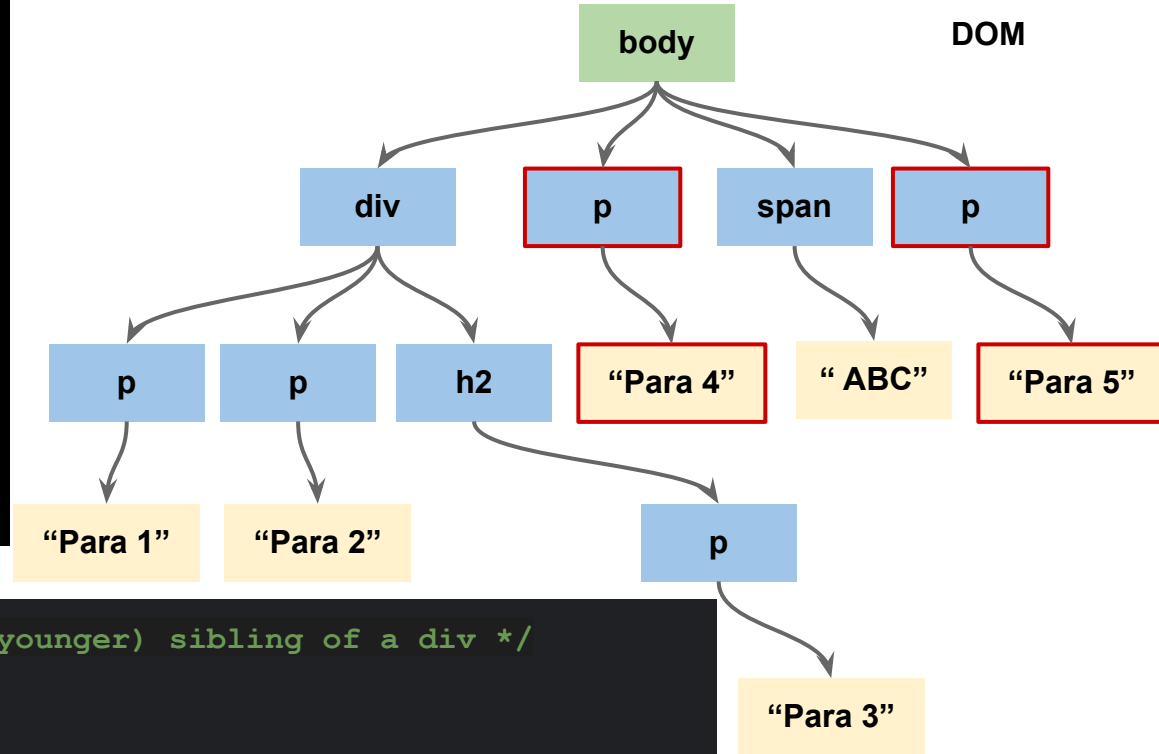 body
DOM
div
p
span
p
p
p
h2
“Para 4”
“ ABC”
“Para 5”
“Para 1”
“Para 2”
p
younger) sibling of a div */
“Para 3”